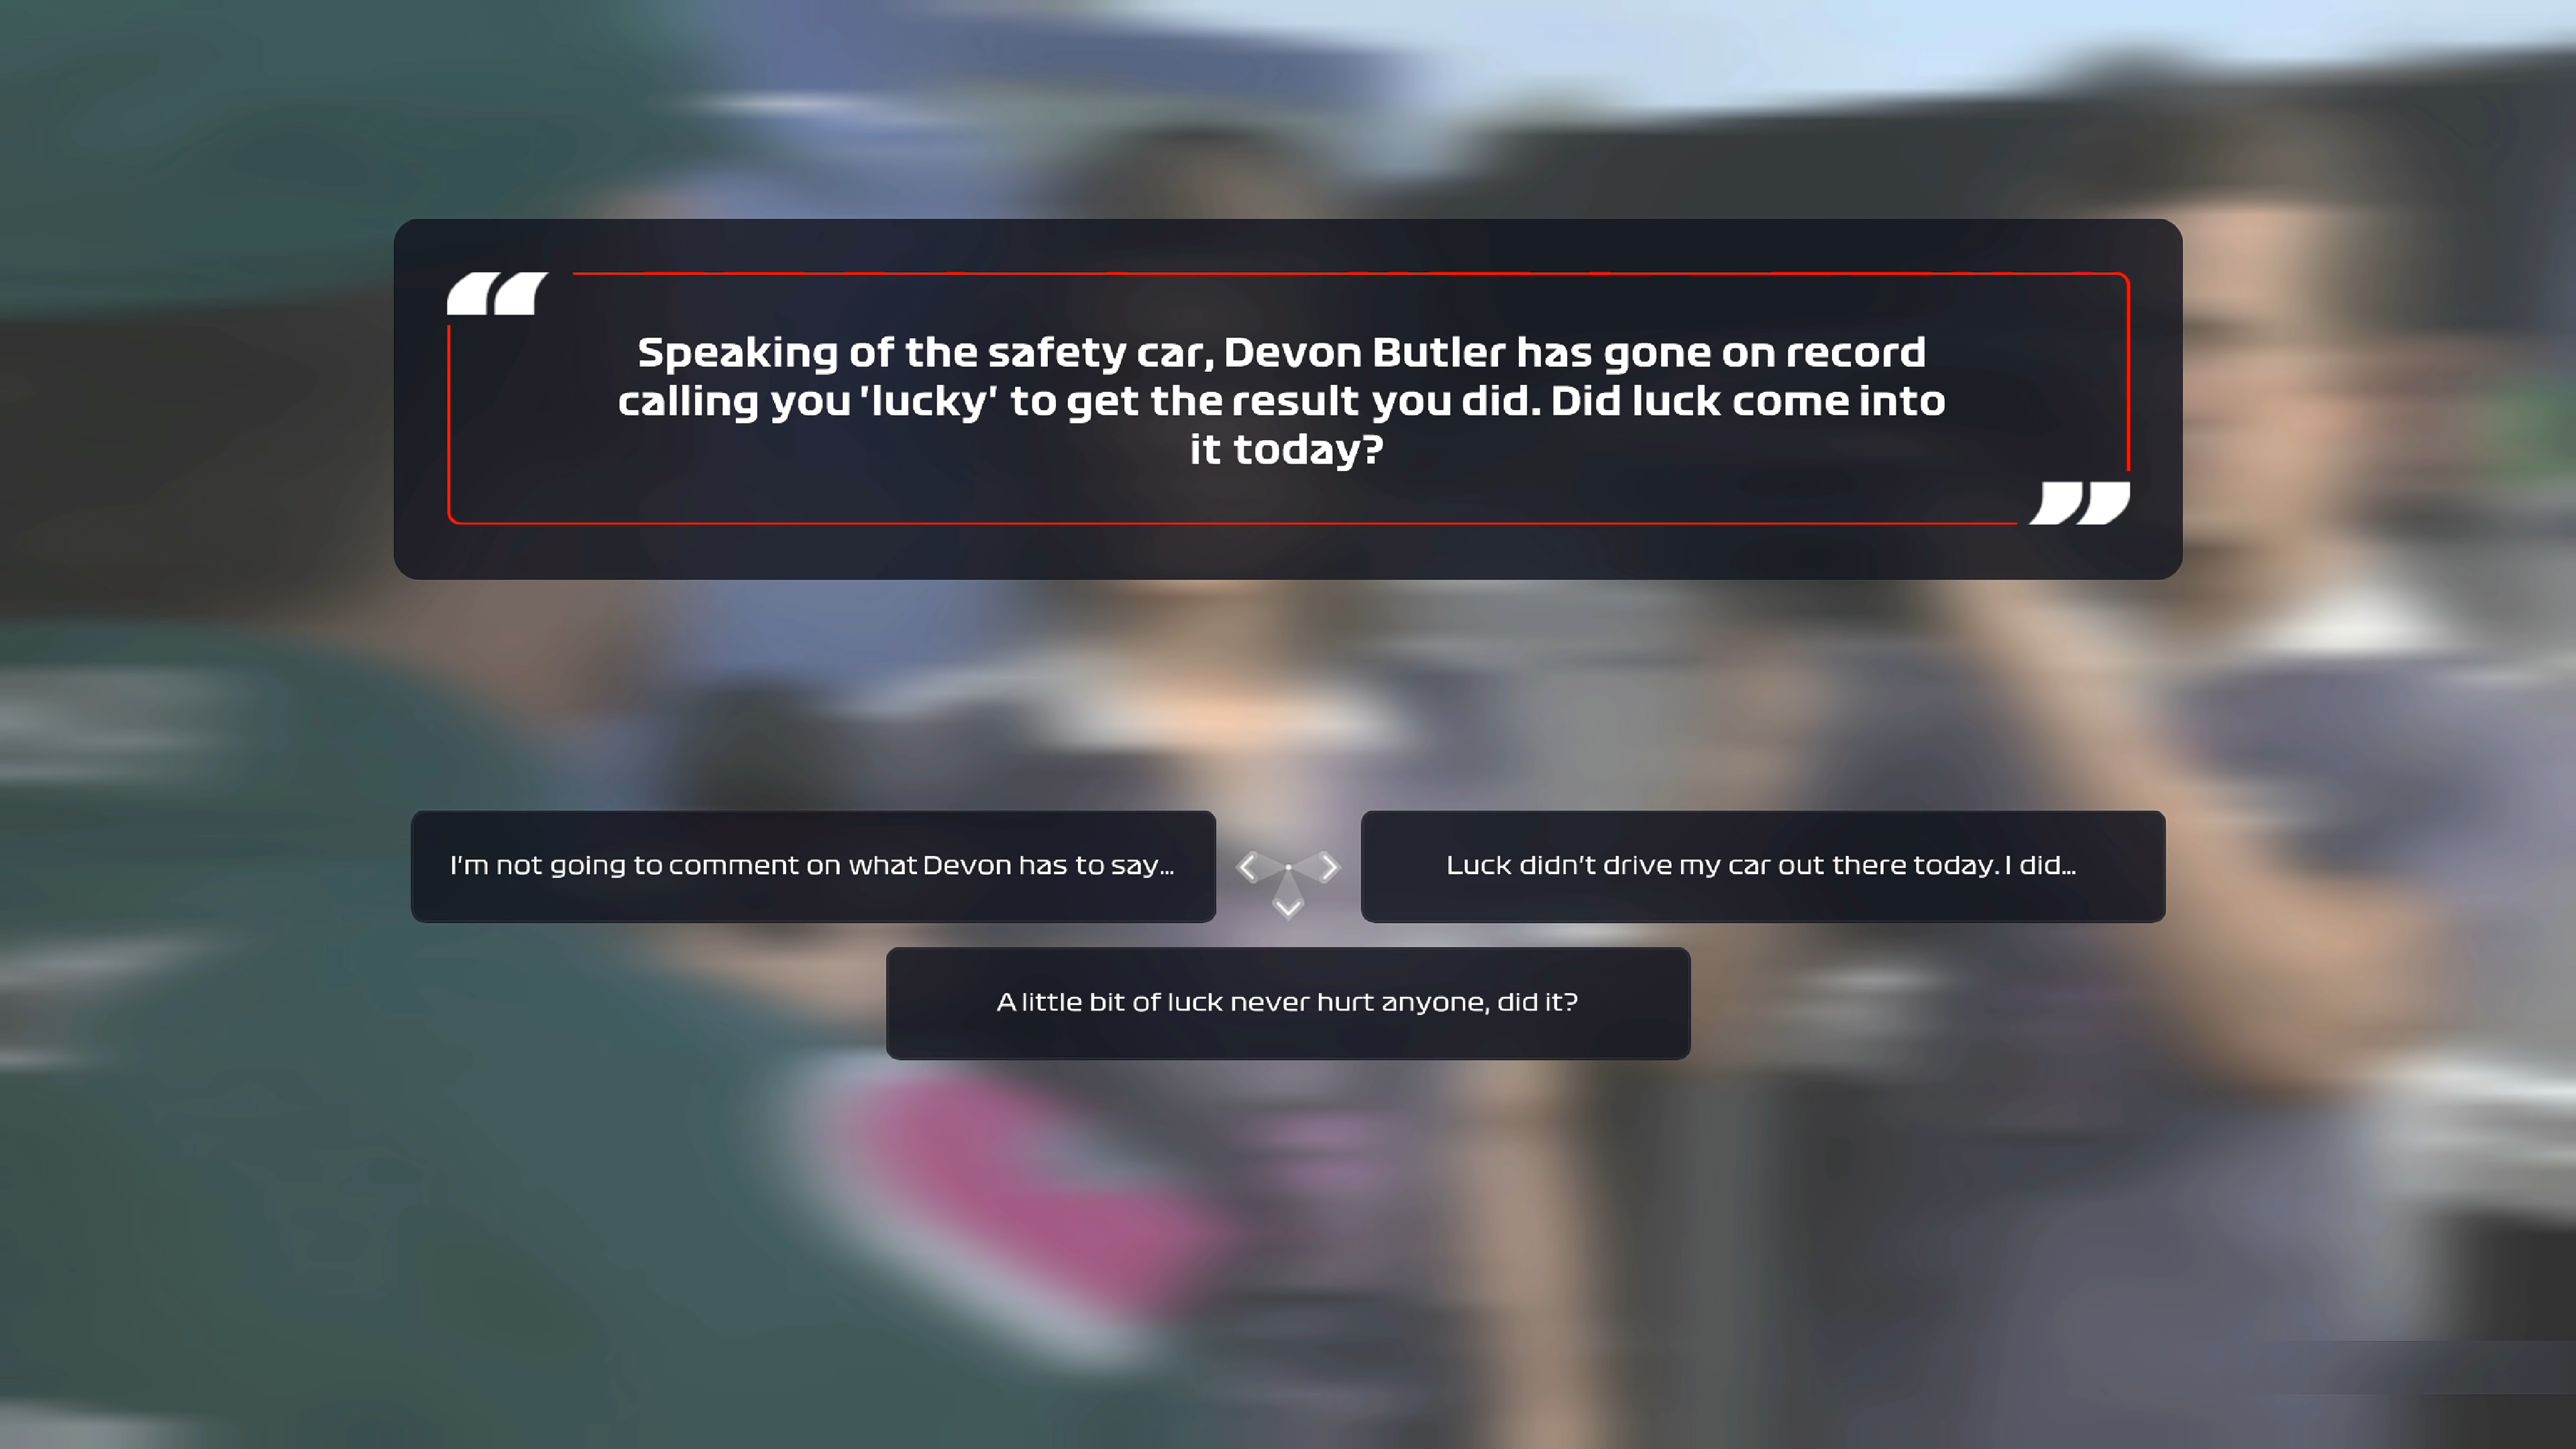 Speaking of the safety car, Devon Butler has gone on record
calling you 'lucky' to get the result you did. Did luck come into
it today?
I'm not going to comment on what Devon has to say...
Luck didn't drive my car out there today. I did...
A little bit of luck never hurt anyone, did it?